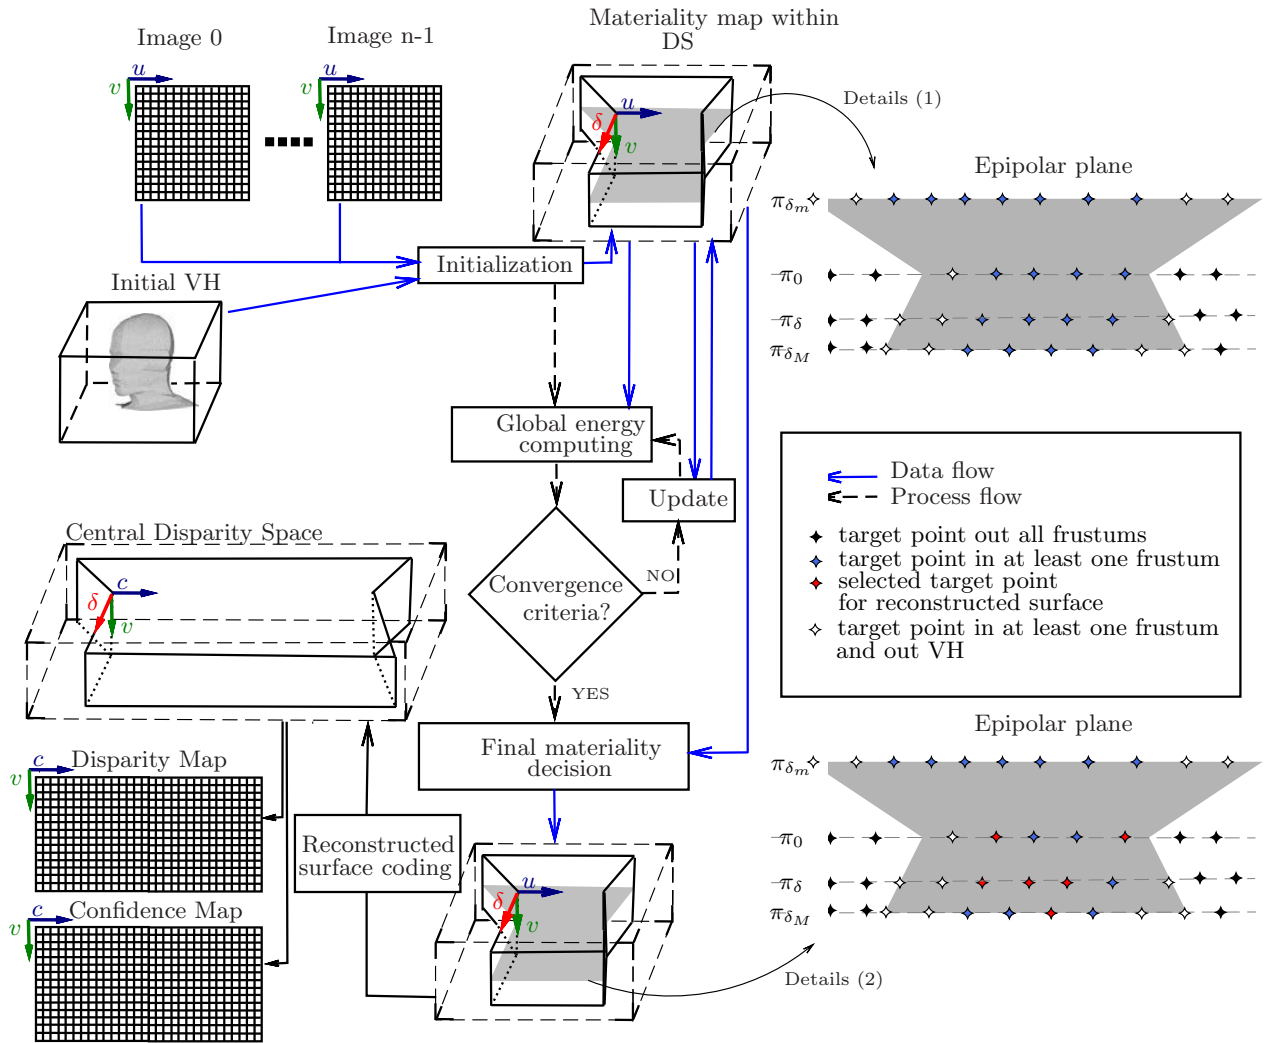 Materiality map within
DS
Image 0
Image n-1
u
v
u
v
u
δ
v
Details (1)
Epipolar plane
π_{δ_m}
π_0
π_δ
π_{δ_M}
Initialization
Initial VH
Global energy
computing
Update
NO
Convergence
criteria?
YES
Data flow
Process flow
target point out all frustums
target point in at least one frustum
selected target point
for reconstructed surface
target point in at least one frustum
and out VH
Central Disparity Space
c
δ
v
Final materiality
decision
Disparity Map
c
v
Reconstructed
surface coding
Confidence Map
c
v
u
δ
v
Details (2)
Epipolar plane
π_{δ_m}
π_0
π_δ
π_{δ_M}